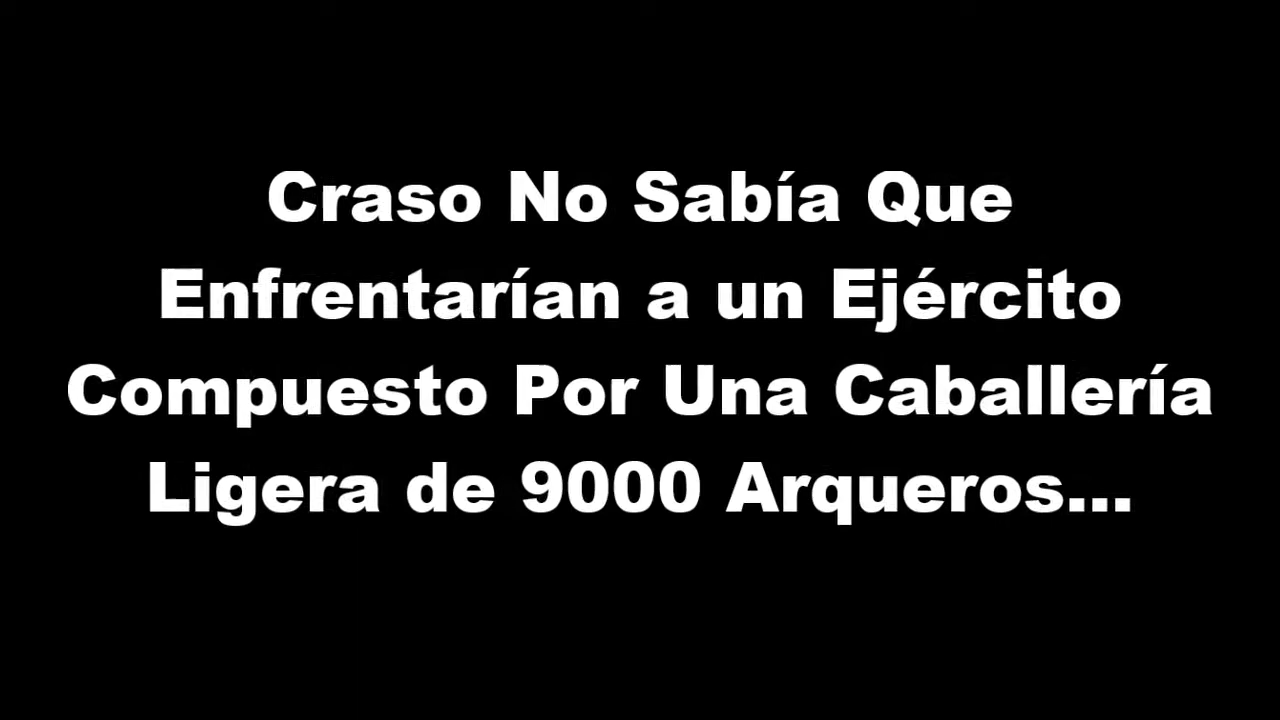 Craso No Sabía Que
Enfrentarían a un Ejército
Compuesto Por Una Caballería
Ligera de 9000 Arqueros...